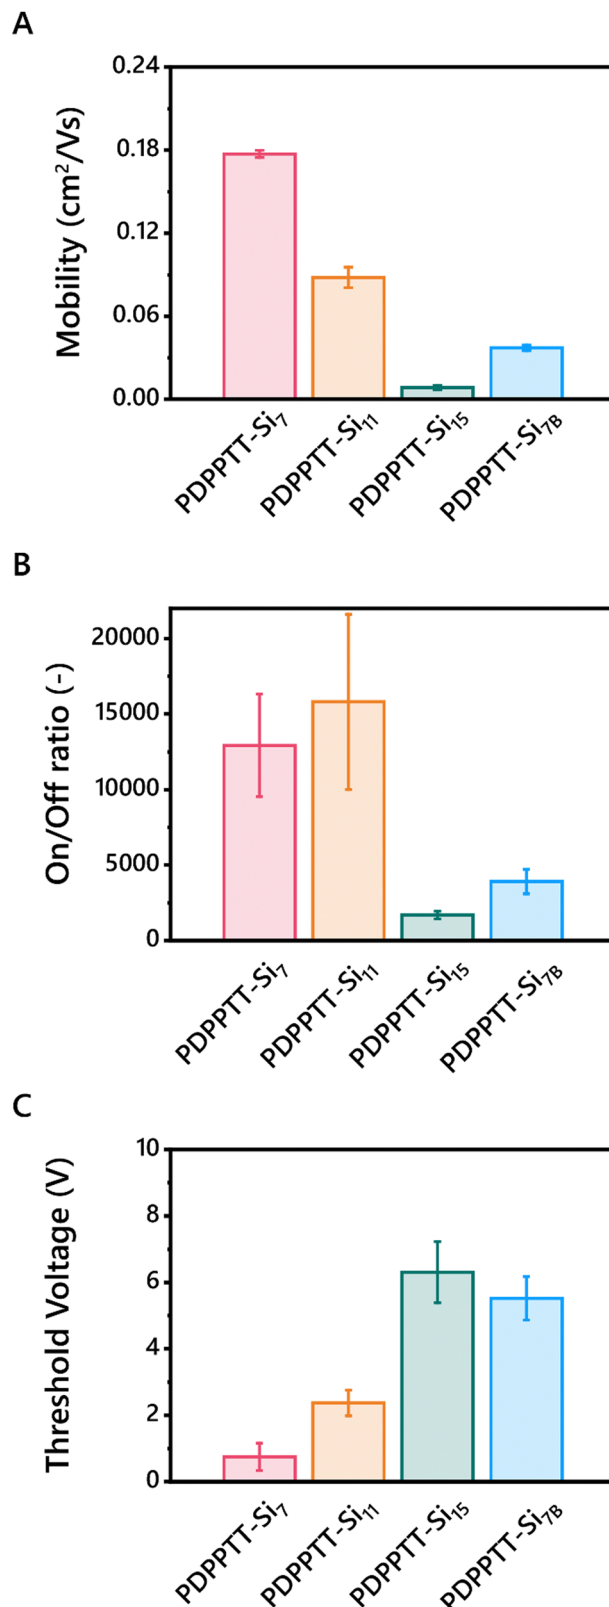 A
Mobility (cm²/Vs)
0.24
0.18
0.12
0.06
0.00
PDPPTT-Si₇
PDPPTT-Si₁₁
PDPPTT-Si₁₅
PDPPTT-Si₇B
B
On/Off ratio (-)
20000
15000
10000
5000
0
PDPPTT-Si₇
PDPPTT-Si₁₁
PDPPTT-Si₁₅
PDPPTT-Si₇B
C
Threshold Voltage (V)
10
8
6
4
2
0
PDPPTT-Si₇
PDPPTT-Si₁₁
PDPPTT-Si₁₅
PDPPTT-Si₇B